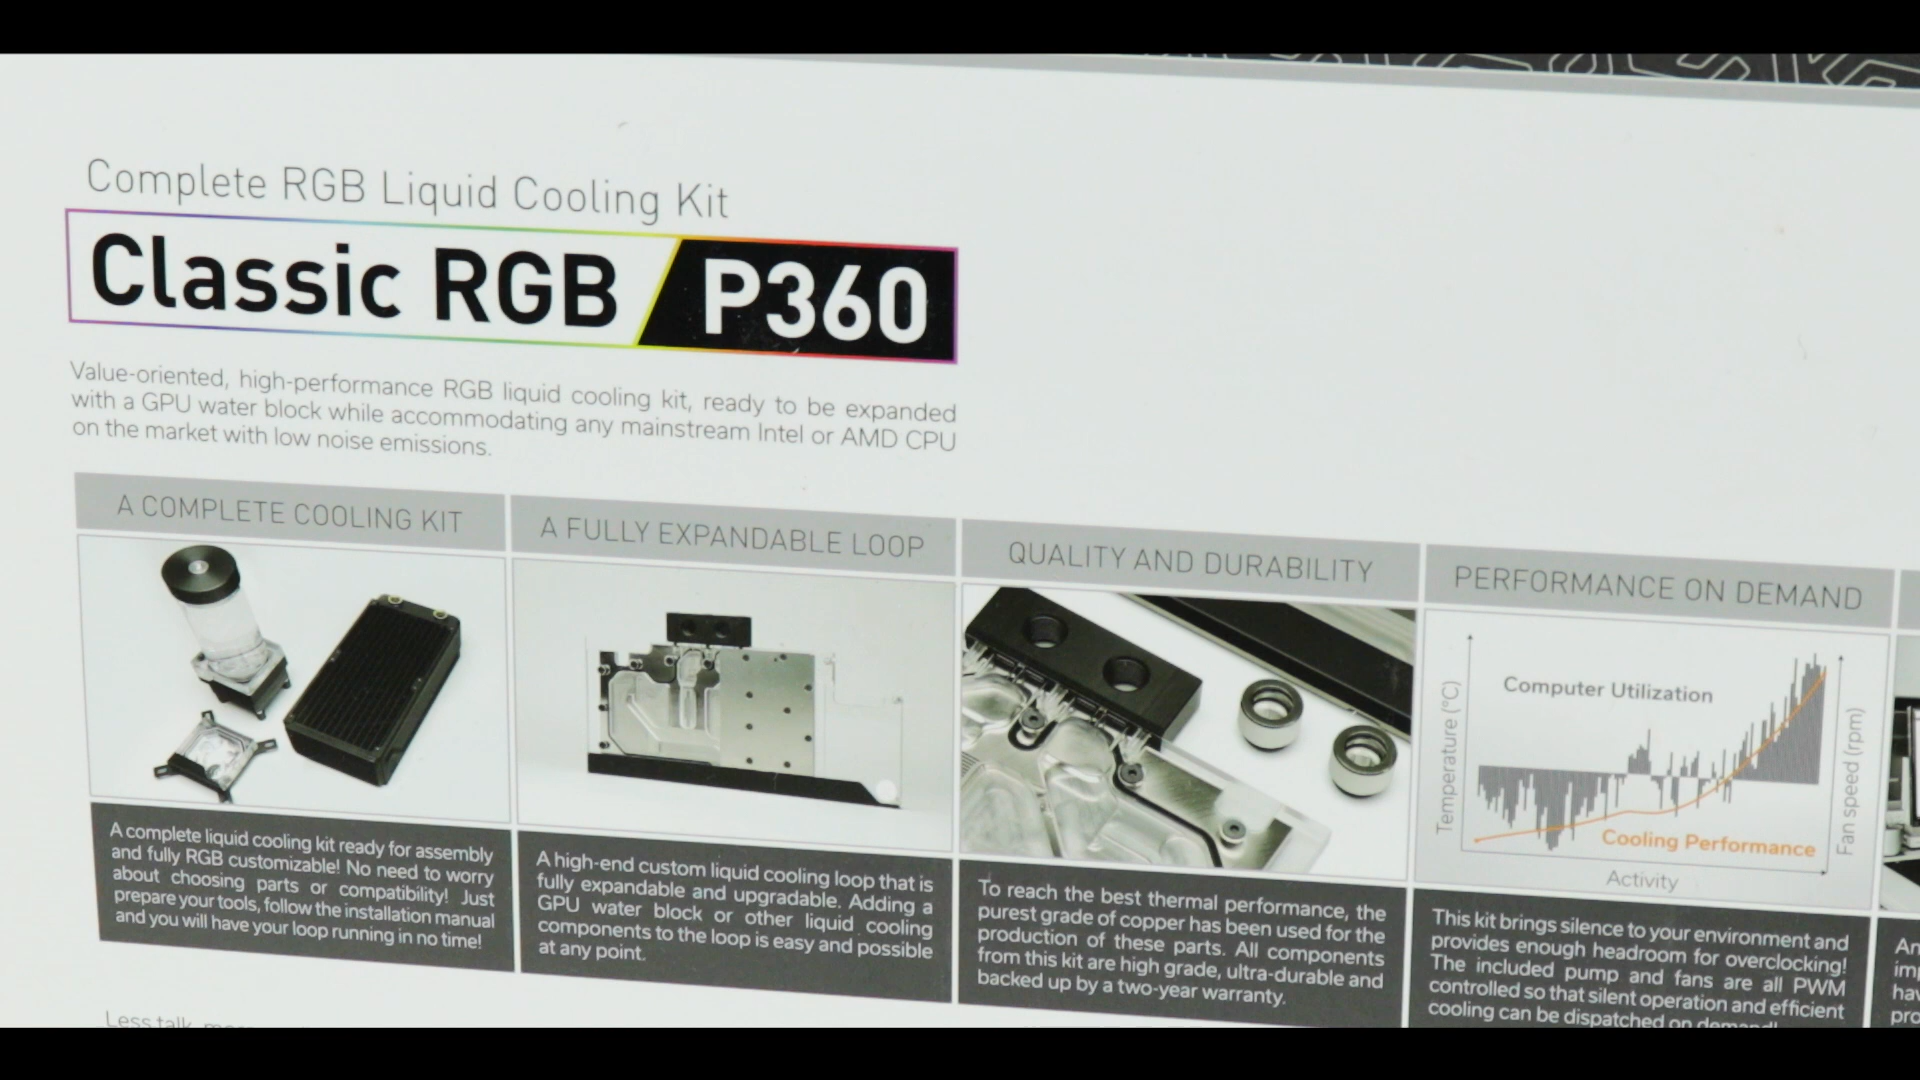 Complete RGB Liquid Cooling Kit
Classic RGB P360
Value-oriented, high-performance RGB liquid cooling kit, ready to be expanded
with a GPU water block while accommodating any mainstream Intel or AMD CPU
on the market with low noise emissions.
A COMPLETE COOLING KIT
A complete liquid cooling kit ready for assembly
and fully RGB customizable! No need to worry
about choosing parts or compatibility! Just
prepare your tools, follow the installation manual
and you will have your loop running in no time!
A FULLY EXPANDABLE LOOP
A high-end custom liquid cooling loop that is
fully expandable and upgradable. Adding a
GPU water block or other liquid cooling
components to the loop is easy and possible
at any point.
QUALITY AND DURABILITY
To reach the best thermal performance, the
purest grade of copper has been used for the
production of these parts. All components
from this kit are high grade, ultra-durable and
backed up by a two-year warranty.
PERFORMANCE ON DEMAND
Temperature (°C)
Computer Utilization
Cooling Performance
Fan speed (rpm)
Activity
This kit brings silence to your environment and
provides enough headroom for overclocking!
The included pump and fans are all PWM
controlled so that silent operation and efficient
cooling can be dispatched on demand!
Less talk,